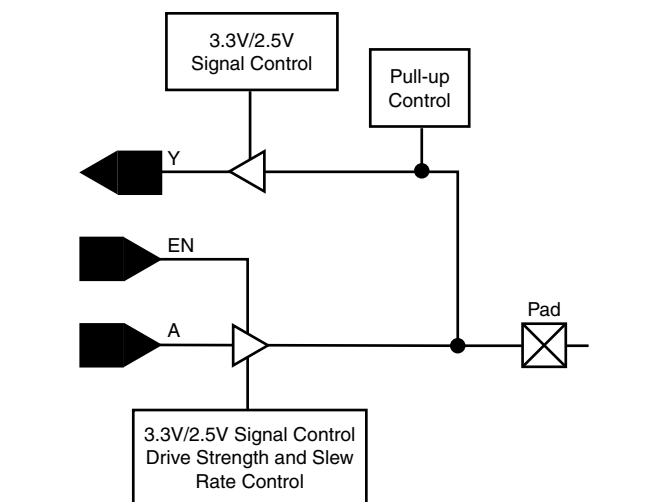 3.3V/2.5V
Signal Control
Pull-up
Control
Y
EN
A
Pad
3.3V/2.5V Signal Control
Drive Strength and Slew
Rate Control